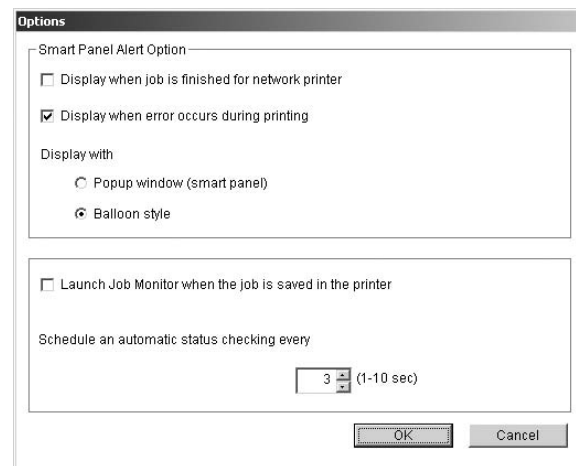 Options
Smart Panel Alert Option
Display when job is finished for network printer
Display when error occurs during printing
Display with
Popup window (smart panel)
Balloon style
Launch Job Monitor when the job is saved in the printer
Schedule an automatic status checking every
3 (1-10 sec)
OK Cancel